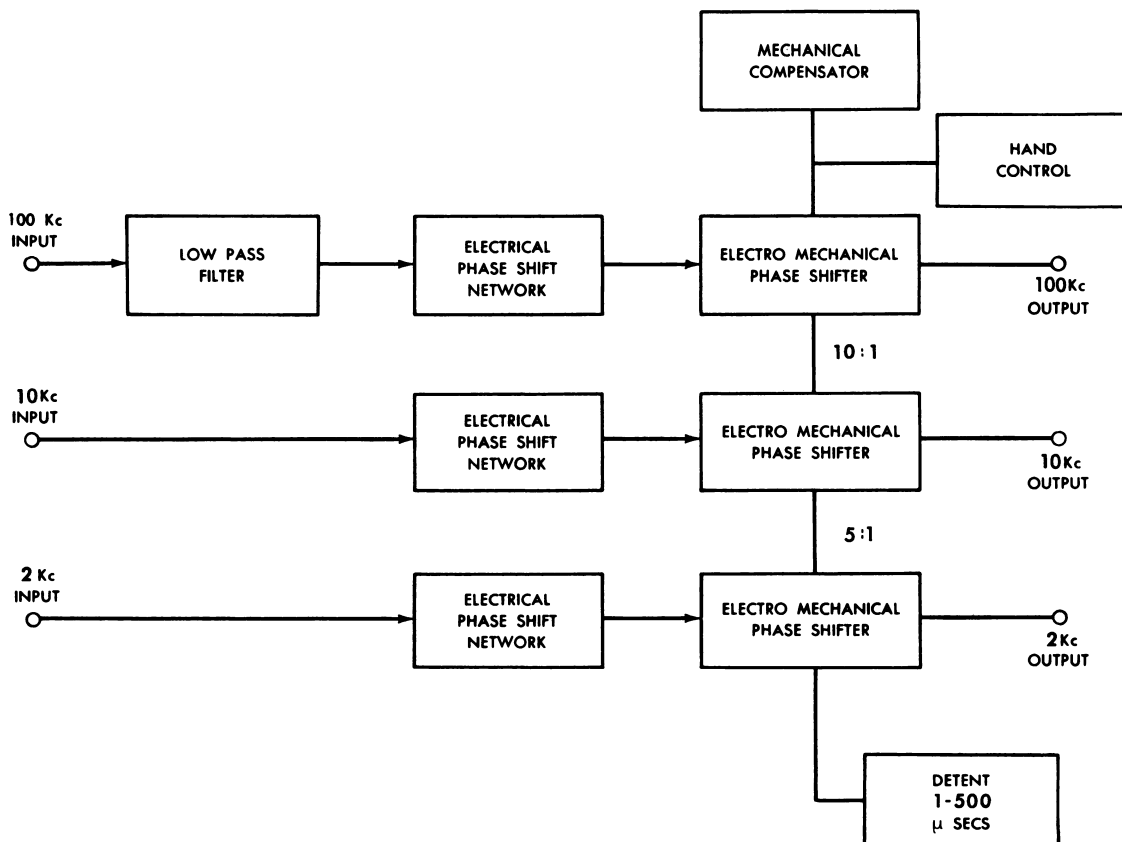 MECHANICAL
COMPENSATOR
HAND
CONTROL
100 Kc
INPUT
LOW PASS
FILTER
ELECTRICAL
PHASE SHIFT
NETWORK
ELECTRO MECHANICAL
PHASE SHIFTER
100Kc
OUTPUT
10:1
10Kc
INPUT
ELECTRICAL
PHASE SHIFT
NETWORK
ELECTRO MECHANICAL
PHASE SHIFTER
10Kc
OUTPUT
5:1
2 Kc
INPUT
ELECTRICAL
PHASE SHIFT
NETWORK
ELECTRO MECHANICAL
PHASE SHIFTER
2Kc
OUTPUT
DETENT
1-500
μ SECS